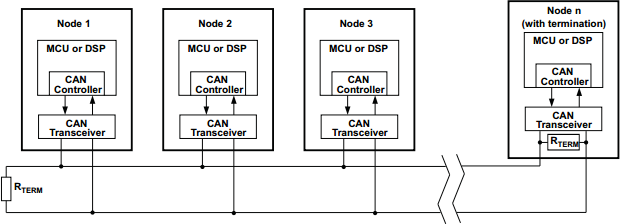 Node 1
MCU or DSP
CAN
Controller
CAN
Transceiver
Node 2
MCU or DSP
CAN
Controller
CAN
Transceiver
Node 3
MCU or DSP
CAN
Controller
CAN
Transceiver
Node n
(with termination)
MCU or DSP
CAN
Controller
CAN
Transceiver
RTERM
RTERM